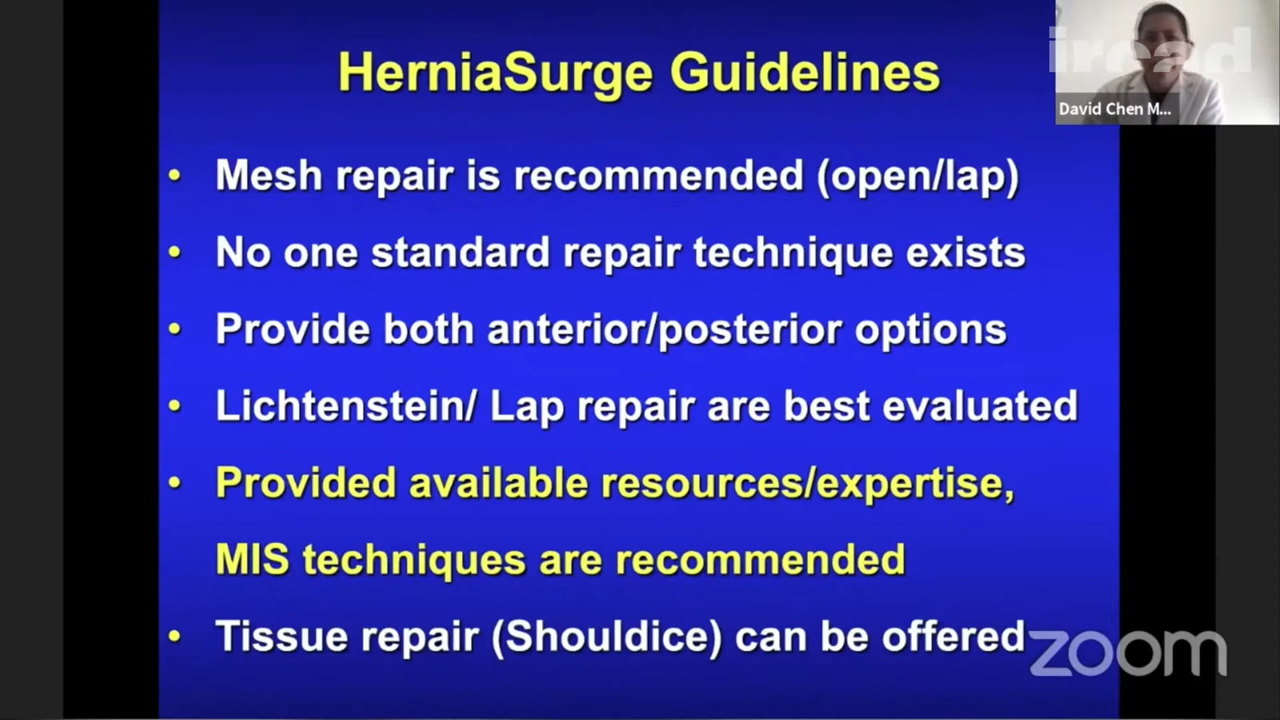 HerniaSurge Guidelines
iread
David Chen M...
• Mesh repair is recommended (open/lap)
• No one standard repair technique exists
• Provide both anterior/posterior options
• Lichtenstein/ Lap repair are best evaluated
• Provided available resources/expertise,
MIS techniques are recommended
• Tissue repair (Shouldice) can be offered
zoom